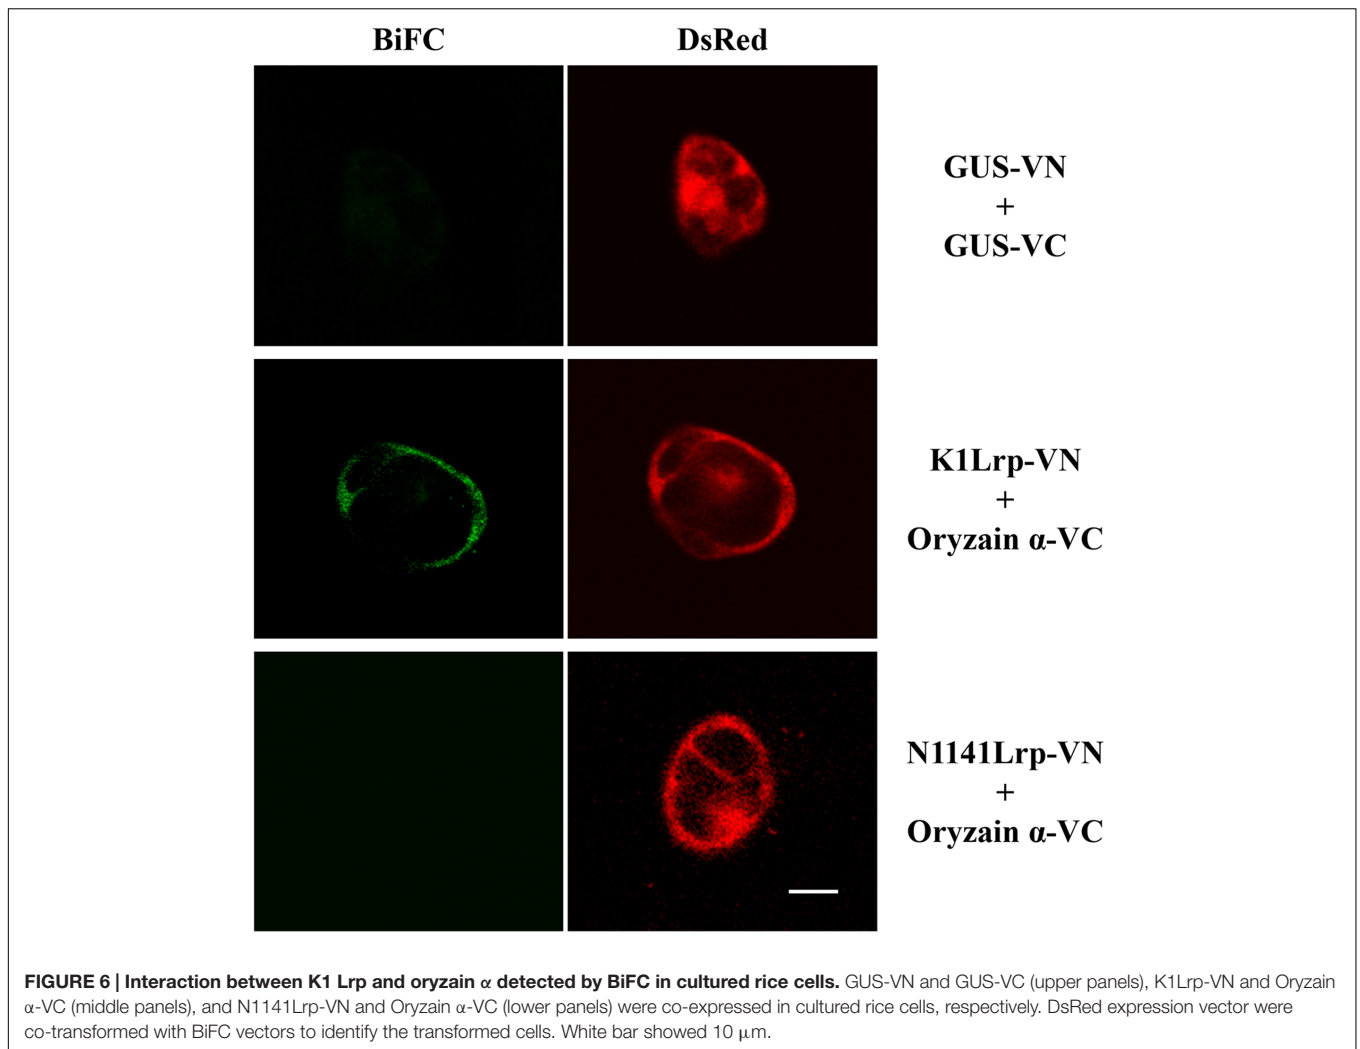 BiFC
DsRed
GUS-VN
+
GUS-VC
K1Lrp-VN
+
Oryzain α-VC
N1141Lrp-VN
+
Oryzain α-VC
FIGURE 6 | Interaction between K1 Lrp and oryzain α detected by BiFC in cultured rice cells. GUS-VN and GUS-VC (upper panels), K1Lrp-VN and Oryzain
α-VC (middle panels), and N1141Lrp-VN and Oryzain α-VC (lower panels) were co-expressed in cultured rice cells, respectively. DsRed expression vector were
co-transformed with BiFC vectors to identify the transformed cells. White bar showed 10 μm.